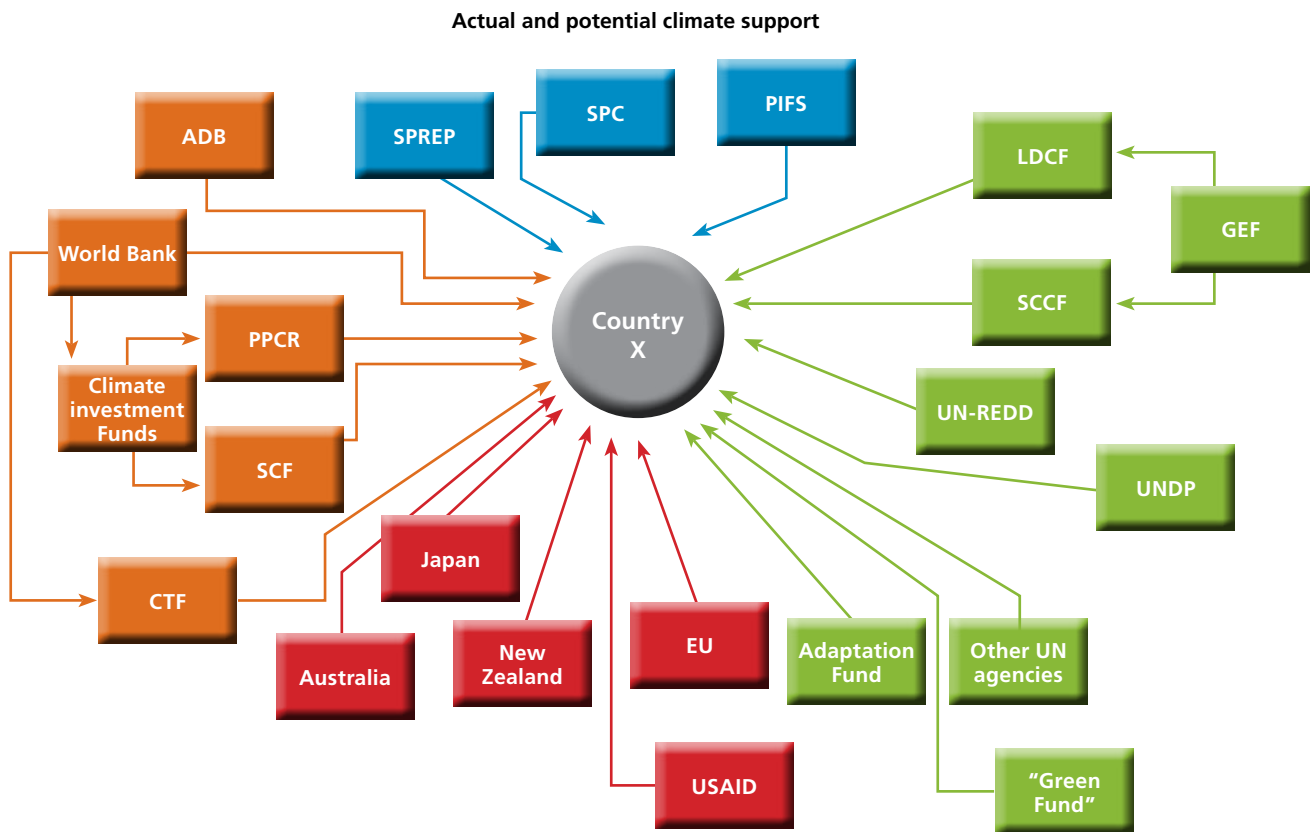 Actual and potential climate support
ADB
SPREP
SPC
PIFS
LDCF
GEF
World Bank
SCCF
Country
X
PPCR
Climate
investment
Funds
UN-REDD
SCF
UNDP
Japan
CTF
Australia
New
Zealand
EU
Adaptation
Fund
Other UN
agencies
USAID
“Green
Fund”